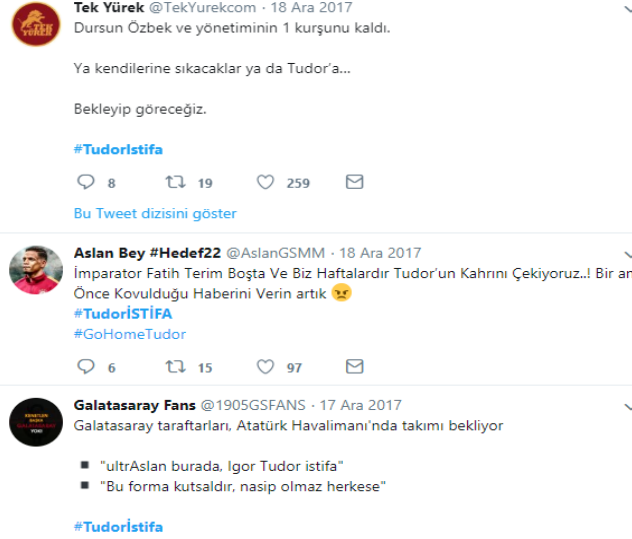 Tek Yürek @TekYurekcom · 18 Ara 2017
Dursun Özbek ve yönetiminin 1 kurşunu kaldı.
Ya kendilerine sıkacaklar ya da Tudor'a...
Bekleyip göreceğiz.
#Tudorİstifa
8 19 259
Bu Tweet dizisini göster
Aslan Bey #Hedef22 @AslanGSMM · 18 Ara 2017
İmparator Fatih Terim Boşta Ve Biz Haftalardır Tudor'un Kahrını Çekiyoruz..! Bir an
Önce Kovulduğu Haberini Verin artık 😠
#TudorİSTİFA
#GoHomeTudor
6 15 97
Galatasaray Fans @1905GSFANS · 17 Ara 2017
Galatasaray taraftarları, Atatürk Havalimanı'nda takımı bekliyor
▪ "ultrAslan burada, Igor Tudor istifa"
▪ "Bu forma kutsaldır, nasip olmaz herkese"
#Tudoristifa